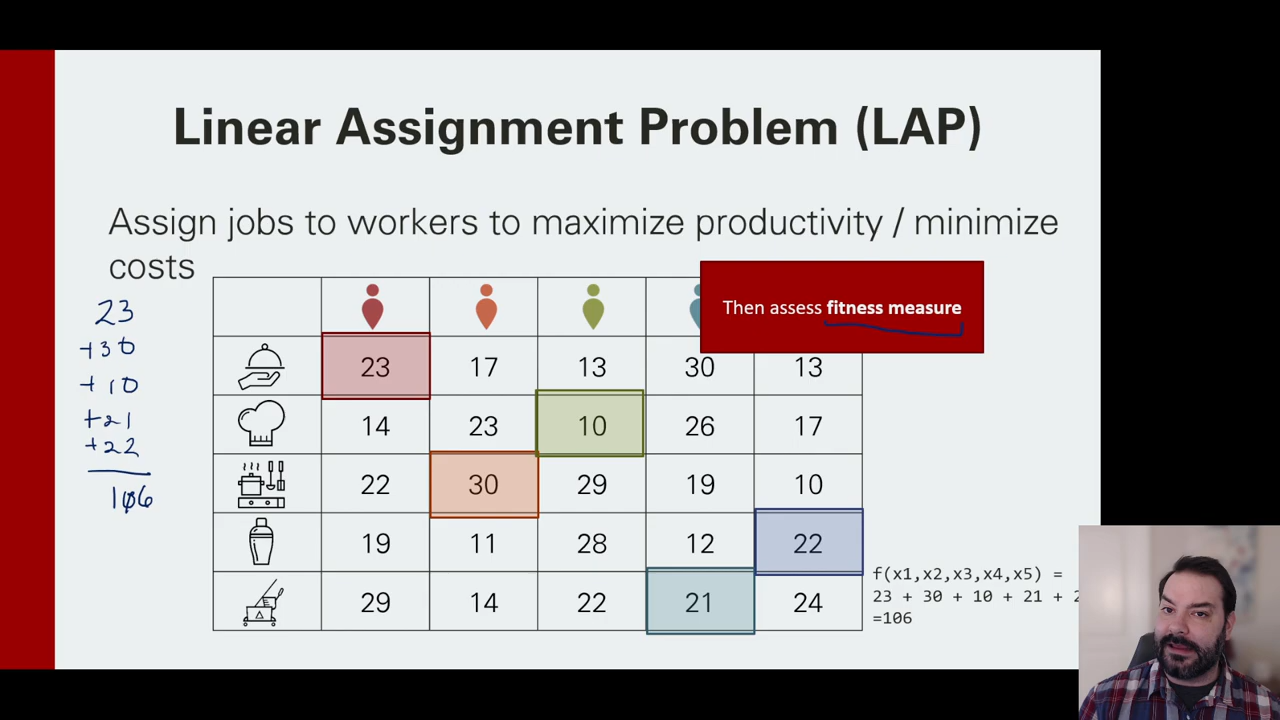 Linear Assignment Problem (LAP)
Assign jobs to workers to maximize productivity / minimize
costs
Then assess fitness measure
23
+30
+10
+21
+22
106
23 17 13 30 13
14 23 10 26 17
22 30 29 19 10
19 11 28 12 22
29 14 22 21 24
f(x1,x2,x3,x4,x5) =
23 + 30 + 10 + 21 +
=106